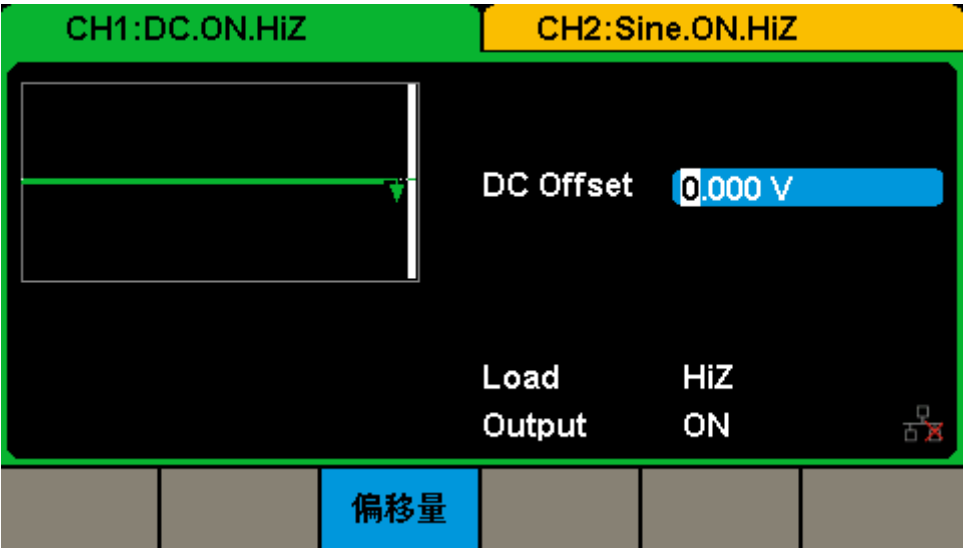 CH1:DC.ON.HiZ
CH2:Sine.ON.HiZ
DC Offset 0.000 V
Load HiZ
Output ON
偏移量